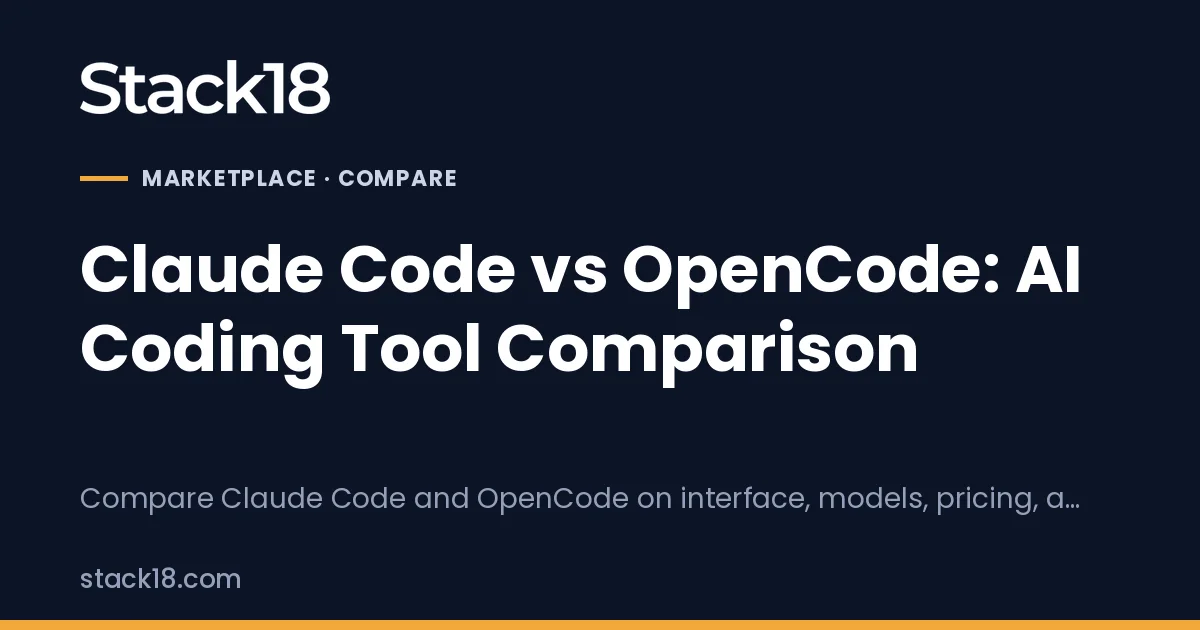 Stack18
MARKETPLACE · COMPARE
Claude Code vs OpenCode: AI
Coding Tool Comparison
Compare Claude Code and OpenCode on interface, models, pricing, a...
stack18.com